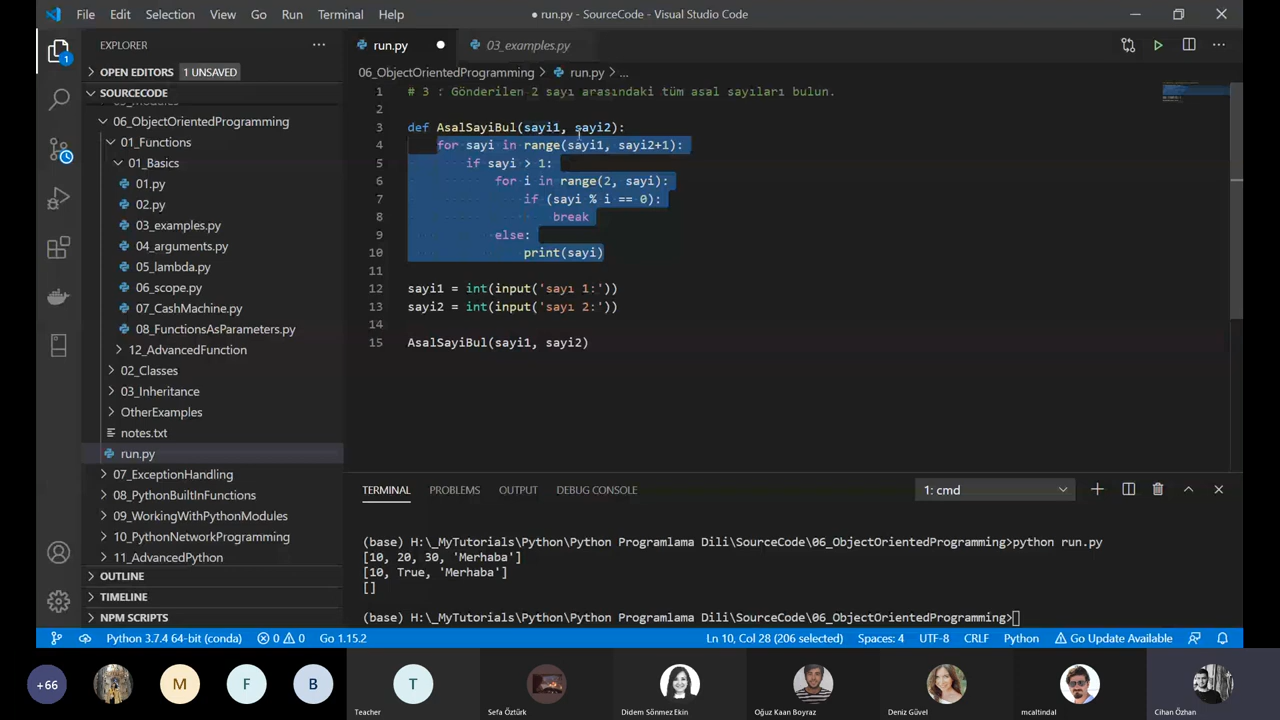 File Edit Selection View Go Run Terminal Help
● run.py - SourceCode - Visual Studio Code
EXPLORER
OPEN EDITORS 1 UNSAVED
SOURCECODE
06_ObjectOrientedProgramming
01_Functions
01_Basics
01.py
02.py
03_examples.py
04_arguments.py
05_lambda.py
06_scope.py
07_CashMachine.py
08_FunctionsAsParameters.py
12_AdvancedFunction
02_Classes
03_Inheritance
OtherExamples
notes.txt
run.py
07_ExceptionHandling
08_PythonBuiltInFunctions
09_WorkingWithPythonModules
10_PythonNetworkProgramming
11_AdvancedPython
OUTLINE
TIMELINE
NPM SCRIPTS
1
1
run.py ● 03_examples.py
06_ObjectOrientedProgramming > run.py > ...
1 # 3 : Gönderilen 2 sayı arasındaki tüm asal sayıları bulun.
2
3 def AsalSayiBul(sayi1, sayi2):
4 for sayi in range(sayi1, sayi2+1):
5 if sayi > 1:
6 for i in range(2, sayi):
7 if (sayi % i == 0):
8 break
9 else:
10 print(sayi)
11
12 sayi1 = int(input('sayı 1:'))
13 sayi2 = int(input('sayı 2:'))
14
15 AsalSayiBul(sayi1, sayi2)
TERMINAL PROBLEMS OUTPUT DEBUG CONSOLE 1: cmd
(base) H:\_MyTutorials\Python\Python Programlama Dili\SourceCode\06_ObjectOrientedProgramming>python run.py
[10, 20, 30, 'Merhaba']
[10, True, 'Merhaba']
[]
(base) H:\_MyTutorials\Python\Python Programlama Dili\SourceCode\06_ObjectOrientedProgramming>
Python 3.7.4 64-bit (conda) 0 0 Go 1.15.2 Ln 10, Col 28 (206 selected) Spaces: 4 UTF-8 CRLF Python Go Update Available
+66 M F B T
Teacher Sefa Öztürk Didem Sönmez Ekin Oğuz Kaan Boyraz Deniz Güvel mcaltindal Cihan Özhan